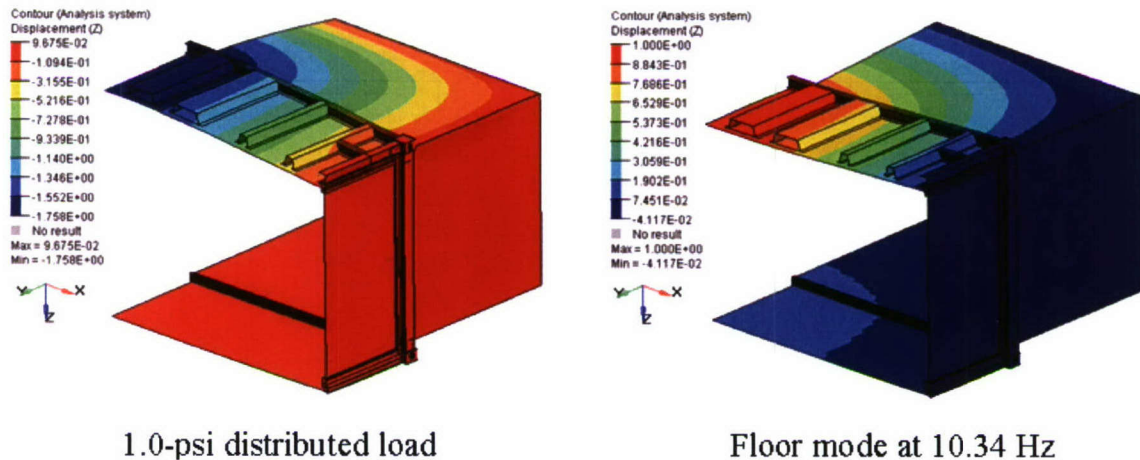 Contour (Analysis system)
Displacement (Z)
9.675E-02
-1.094E-01
-3.155E-01
-5.216E-01
-7.278E-01
-9.339E-01
-1.140E+00
-1.346E+00
-1.552E+00
-1.758E+00
No result
Max = 9.675E-02
Min = -1.758E+00
Y
X
Z
1.0-psi distributed load
Contour (Analysis system)
Displacement (Z)
1.000E+00
8.843E-01
7.686E-01
6.529E-01
5.373E-01
4.216E-01
3.059E-01
1.902E-01
7.451E-02
-4.117E-02
No result
Max = 1.000E+00
Min = -4.117E-02
Y
X
Z
Floor mode at 10.34 Hz